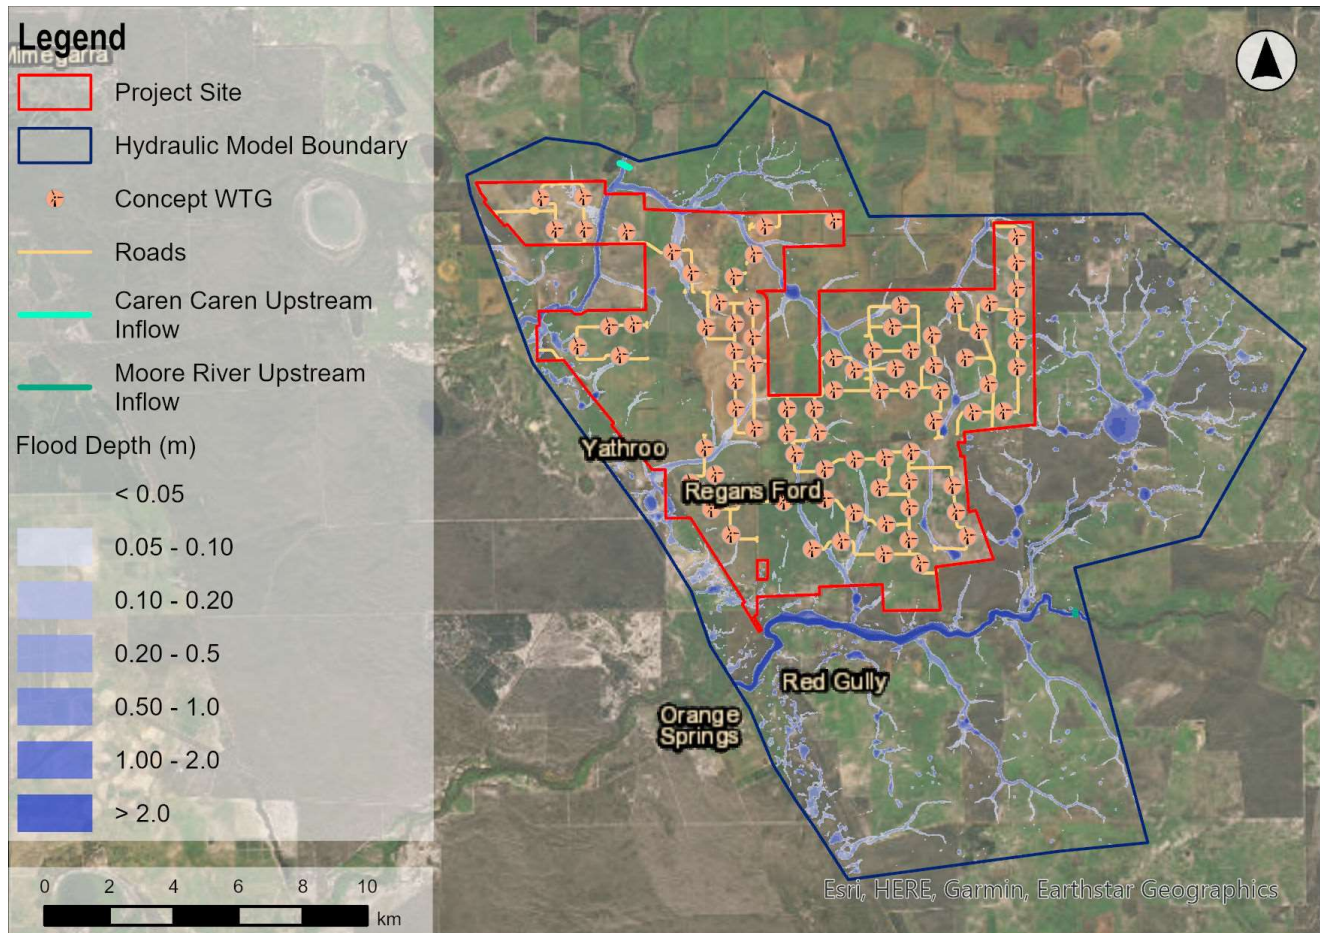 Legend
Mimegarra
Project Site
Hydraulic Model Boundary
Concept WTG
Roads
Caren Caren Upstream
Inflow
Moore River Upstream
Inflow
Flood Depth (m)
< 0.05
0.05 - 0.10
0.10 - 0.20
0.20 - 0.5
0.50 - 1.0
1.00 - 2.0
> 2.0
0 2 4 6 8 10
km
Yathroo
Regans Ford
Red Gully
Orange
Springs
Esri, HERE, Garmin, Earthstar Geographics